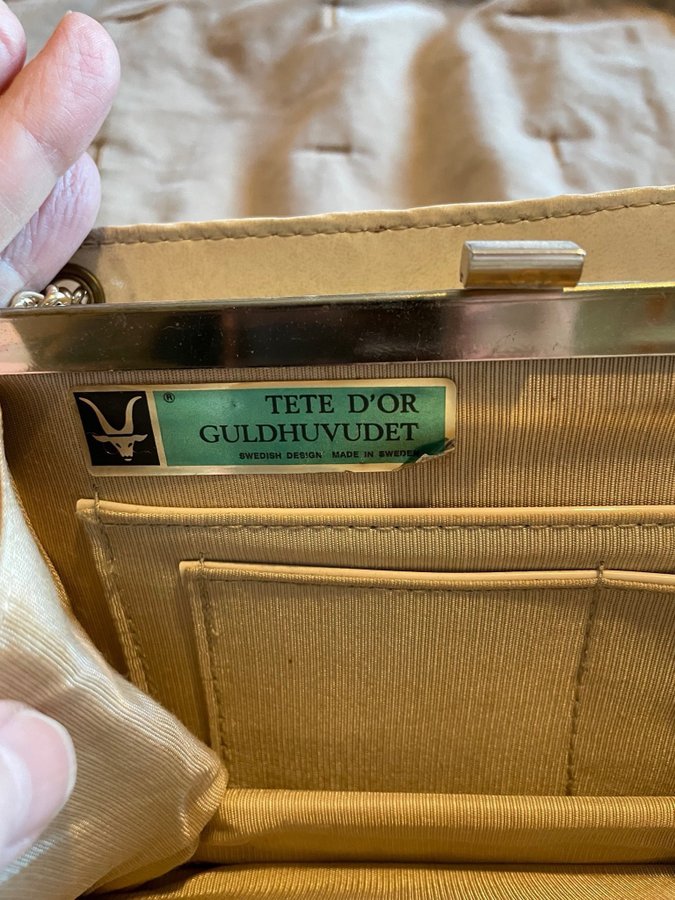 ®
TETE D'OR
GULDHUVUDET
SWEDISH DESIGN MADE IN SWEDEN